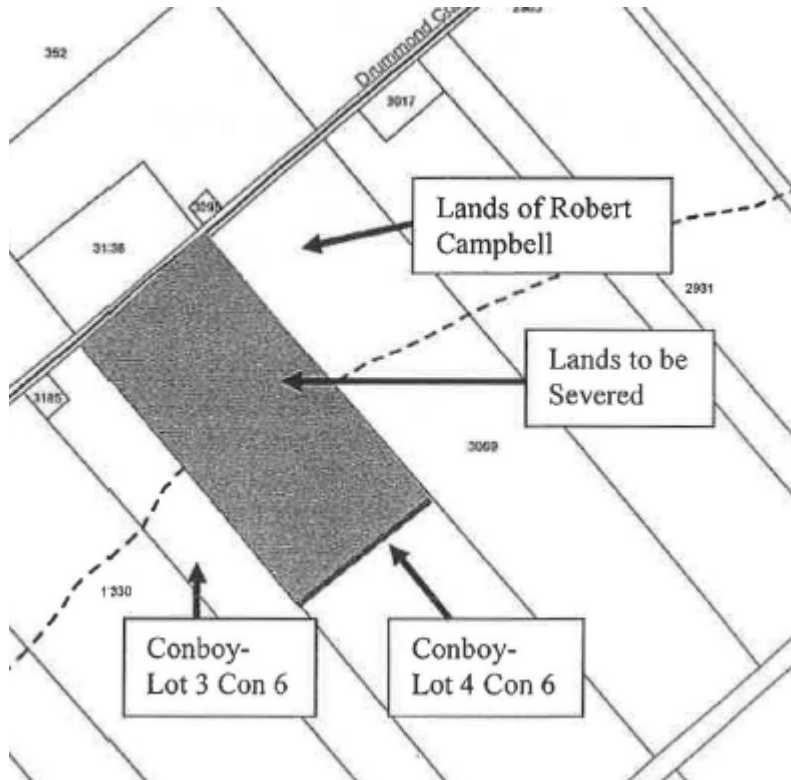 352
Drummond
3017
3095
3136
Lands of Robert
Campbell
2931
Lands to be
Severed
3185
3069
1330
Conboy-
Lot 3 Con 6
Conboy-
Lot 4 Con 6